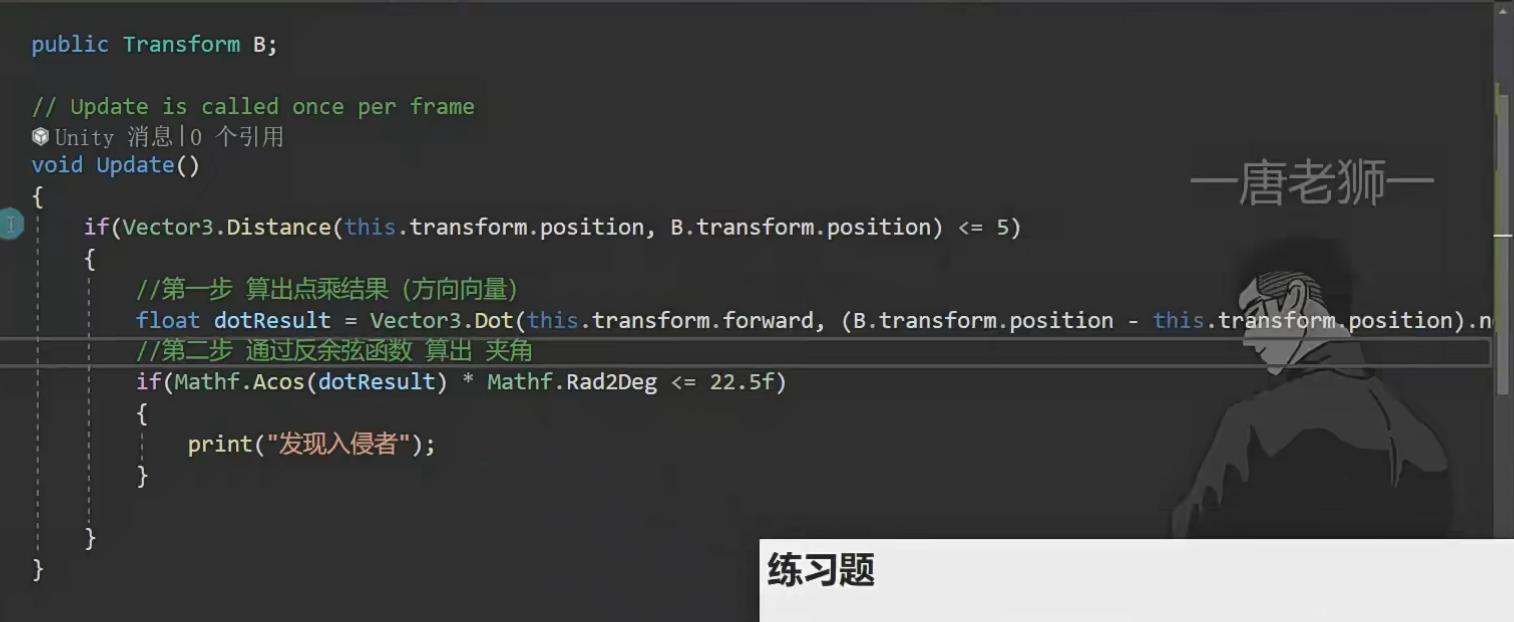 public Transform B;
// Update is called once per frame
Unity 消息|0 个引用
void Update()
{
if(Vector3.Distance(this.transform.position, B.transform.position) <= 5)
{
//第一步 算出点乘结果（方向向量）
float dotResult = Vector3.Dot(this.transform.forward, (B.transform.position - this.transform.position).n
//第二步 通过反余弦函数 算出 夹角
if(Mathf.Acos(dotResult) * Mathf.Rad2Deg <= 22.5f)
{
print("发现入侵者");
}
}
}
—唐老狮—
练习题